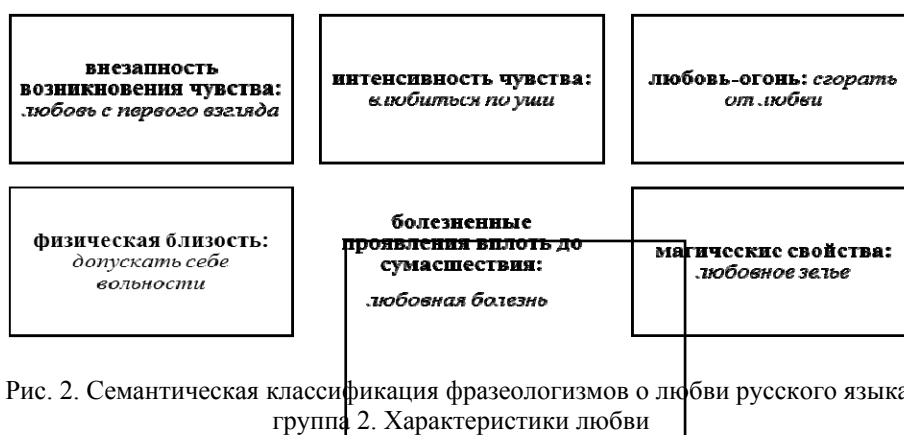 внезапность
возникновения чувства:
любовь с первого взгляда
интенсивность чувства:
влюбиться по уши
любовь-огонь: сгорать
от любви
физическая близость:
допускать себе
вольности
болезненные
проявления вплоть до
сумасшествия:
любовная болезнь
магические свойства:
любовное зелье
Рис. 2. Семантическая классификация фразеологизмов о любви русского языка
группа 2. Характеристики любви